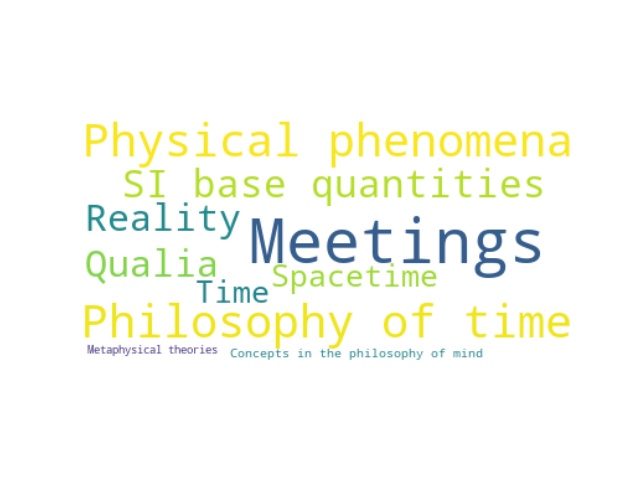 Physical phenomena
SI base quantities
Reality
Meetings
Qualia
Spacetime
Time
Philosophy of time
Metaphysical theories
Concepts in the philosophy of mind